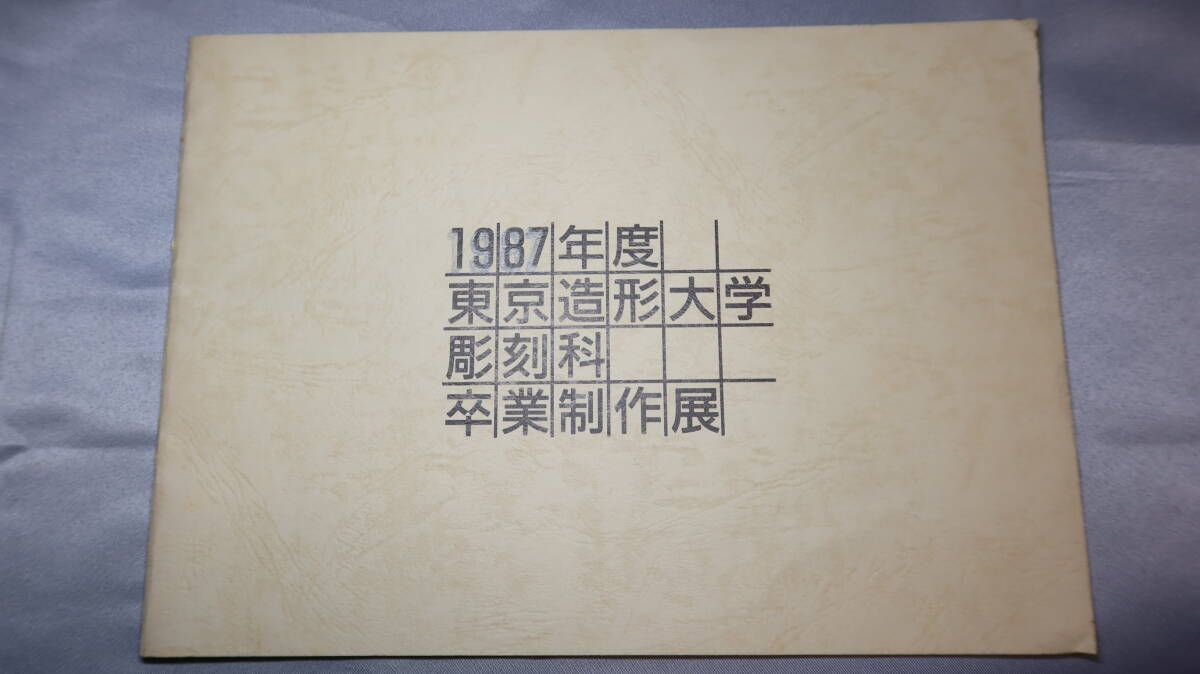 1987年度
東京造形大学
彫刻科
卒業制作展